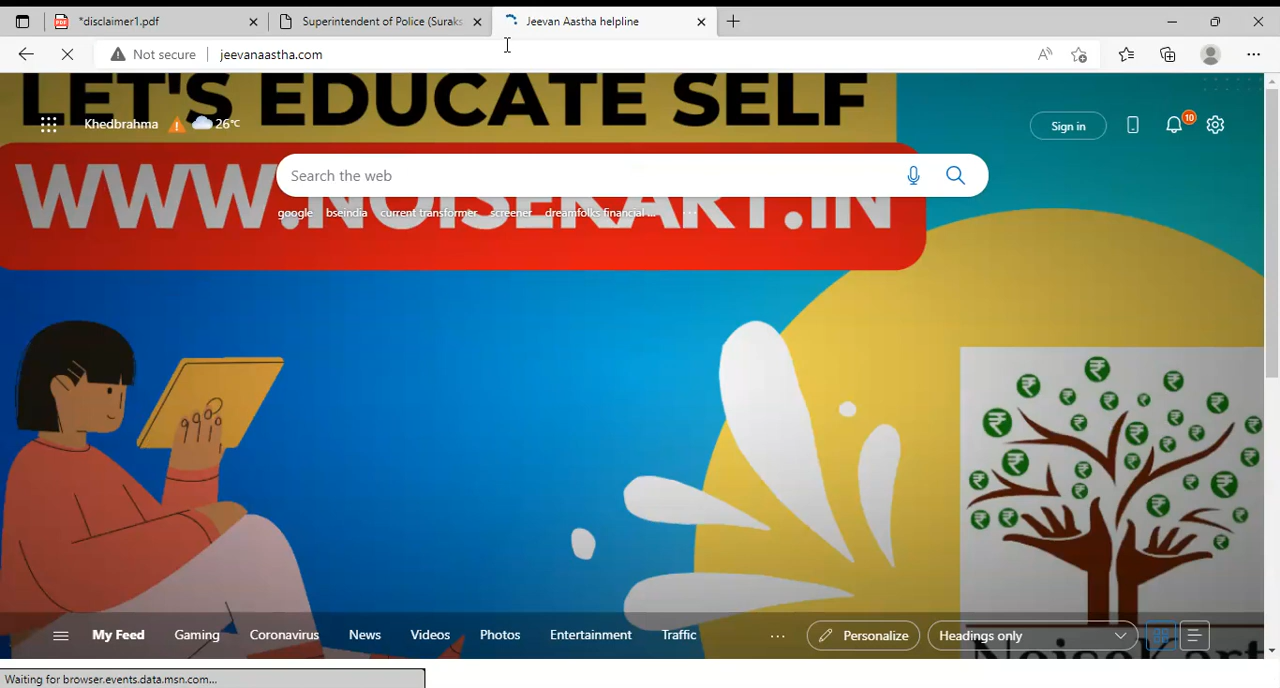 *disclaimer1.pdf
Superintendent of Police (Suraks
Jeevan Aastha helpline
Not secure
jeevanaastha.com
LET'S EDUCATE SELF
Khedbrahma
26°C
Sign in
10
WWW.NOISEKART.IN
Search the web
google bseindia current transformer screener dreamfolks financial ... ...
My Feed Gaming Coronavirus News Videos Photos Entertainment Traffic ... Personalize Headings only
NoiseKart
Waiting for browser.events.data.msn.com...